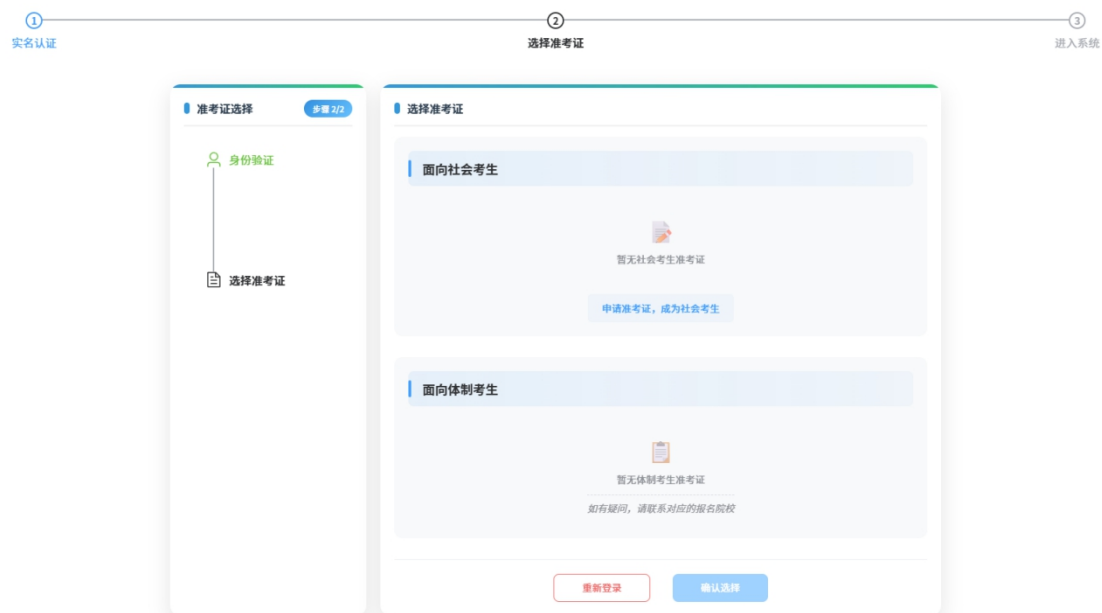 1
2
3
实名认证
选择准考证
进入系统
准考证选择
步骤 2/2
身份验证
选择准考证
选择准考证
面向社会考生
暂无社会考生准考证
申请准考证，成为社会考生
面向体制考生
暂无体制考生准考证
如有疑问，请联系对应的报名院校
重新登录
确认选择